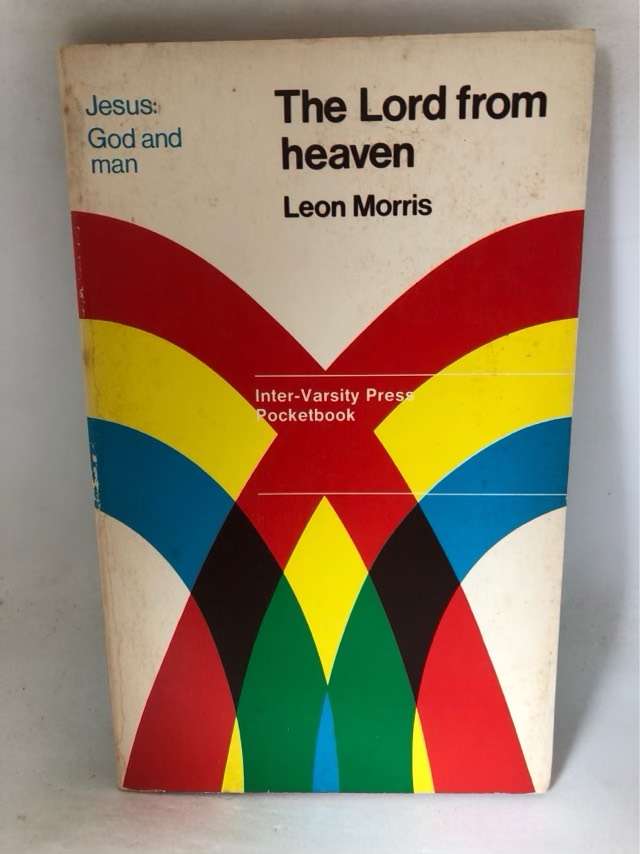 Jesus:
God and
man
The Lord from
heaven
Leon Morris
Inter-Varsity Press
Pocketbook